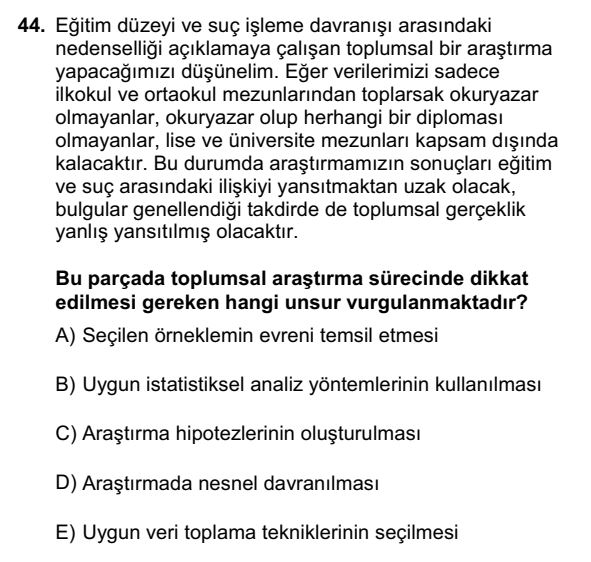 44. Eğitim düzeyi ve suç işleme davranışı arasındaki
nedenselliği açıklamaya çalışan toplumsal bir araştırma
yapacağımızı düşünelim. Eğer verilerimizi sadece
ilkokul ve ortaokul mezunlarından toplarsak okuryazar
olmayanlar, okuryazar olup herhangi bir diploması
olmayanlar, lise ve üniversite mezunları kapsam dışında
kalacaktır. Bu durumda araştırmamızın sonuçları eğitim
ve suç arasındaki ilişkiyi yansıtmaktan uzak olacak,
bulgular genellendiği takdirde de toplumsal gerçeklik
yanlış yansıtılmış olacaktır.
Bu parçada toplumsal araştırma sürecinde dikkat
edilmesi gereken hangi unsur vurgulanmaktadır?
A) Seçilen örneklemin evreni temsil etmesi
B) Uygun istatistiksel analiz yöntemlerinin kullanılması
C) Araştırma hipotezlerinin oluşturulması
D) Araştırmada nesnel davranılması
E) Uygun veri toplama tekniklerinin seçilmesi